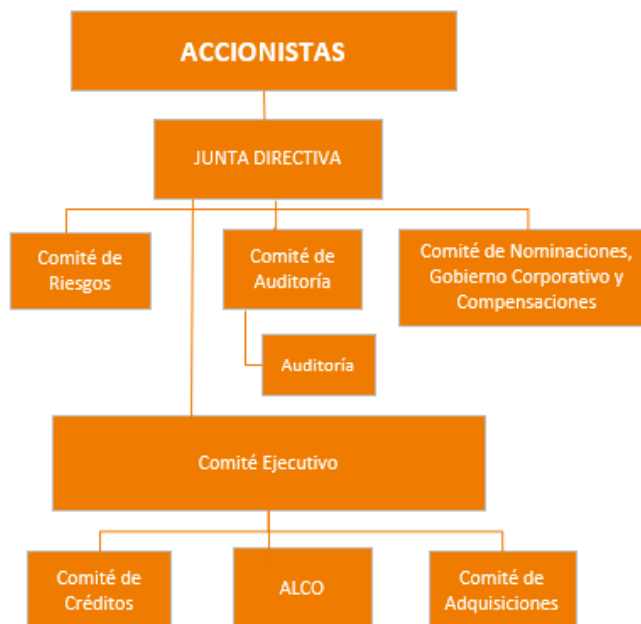 ACCIONISTAS
JUNTA DIRECTIVA
Comité de
Riesgos
Comité de
Auditoría
Comité de Nominaciones,
Gobierno Corporativo y
Compensaciones
Auditoría
Comité Ejecutivo
Comité de
Créditos
ALCO
Comité de
Adquisiciones